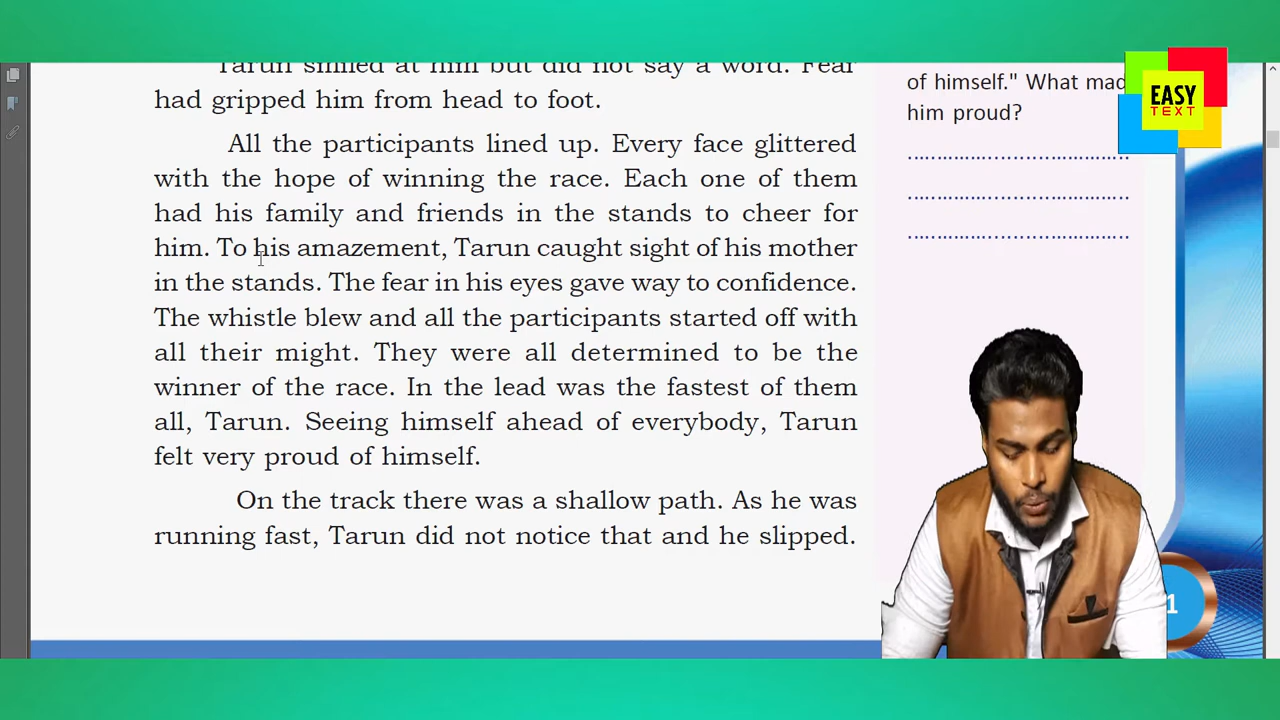 Tarun smiled at him but did not say a word. Fear
had gripped him from head to foot.
All the participants lined up. Every face glittered
with the hope of winning the race. Each one of them
had his family and friends in the stands to cheer for
him. To his amazement, Tarun caught sight of his mother
in the stands. The fear in his eyes gave way to confidence.
The whistle blew and all the participants started off with
all their might. They were all determined to be the
winner of the race. In the lead was the fastest of them
all, Tarun. Seeing himself ahead of everybody, Tarun
felt very proud of himself.
On the track there was a shallow path. As he was
running fast, Tarun did not notice that and he slipped.
of himself." What mad
him proud?
EASY
TEXT
1